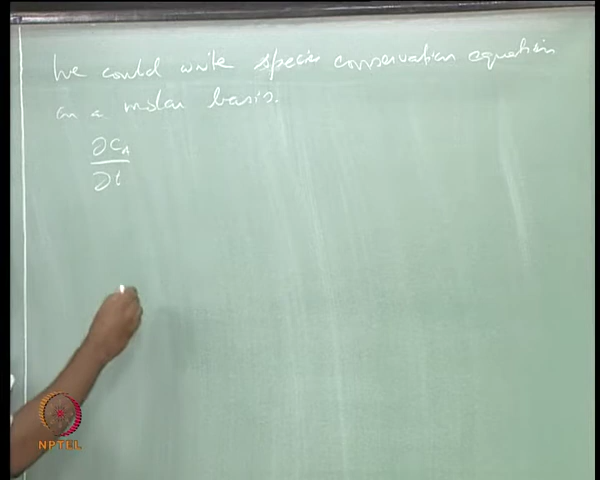 We could write species conservation equation
on a molar basis.
∂C_A
∂t
NPTEL